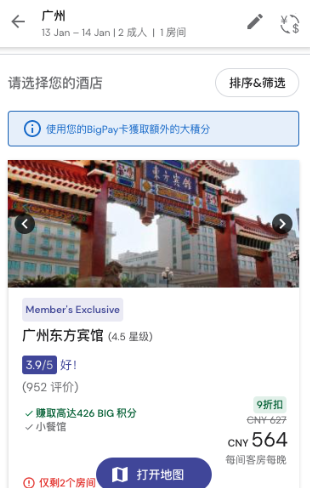 广州
13 Jan – 14 Jan | 2 成人 | 1 房间
请选择您的酒店
排序&筛选
使用您的BigPay卡獲取額外的大積分
東方賓館
Member's Exclusive
广州东方宾馆 (4.5 星级)
3.9/5 好!
(952 评价)
9折扣
賺取高达426 BIG 积分
CNY 627
小餐馆
CNY 564
每间客房每晚
仅剩2个房间
打开地图